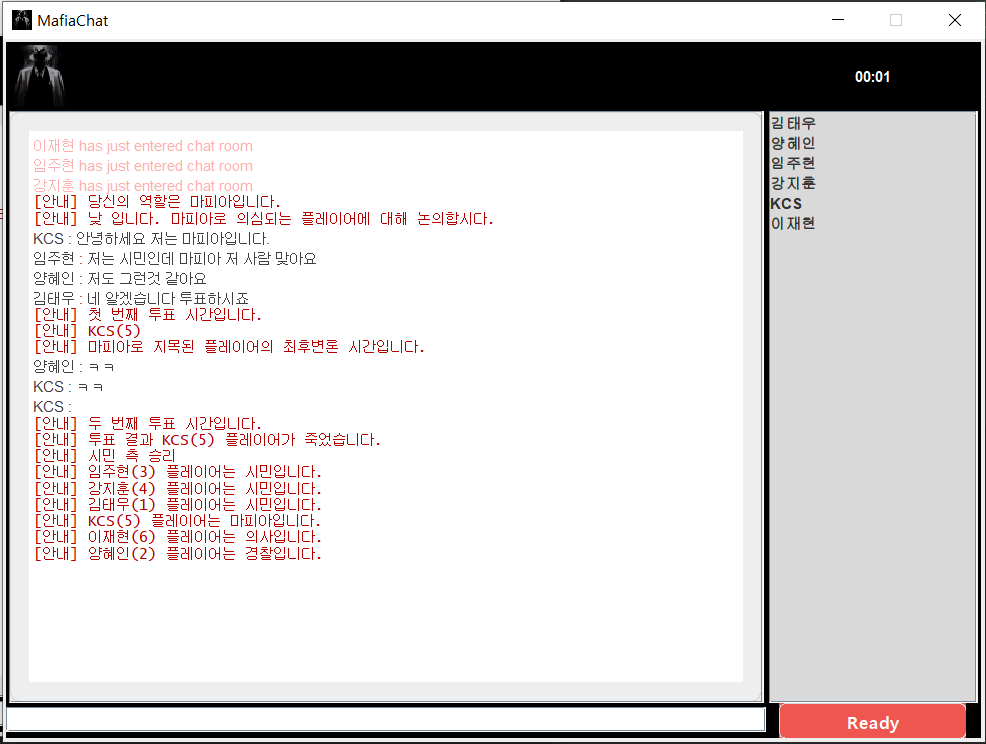 MafiaChat
00:01
이재현 has just entered chat room
임주현 has just entered chat room
강지훈 has just entered chat room
[안내] 당신의 역할은 마피아입니다.
[안내] 낮 입니다. 마피아로 의심되는 플레이어에 대해 논의합시다.
KCS : 안녕하세요 저는 마피아입니다.
임주현 : 저는 시민인데 마피아 저 사람 맞아요
양혜인 : 저도 그런것 같아요
김태우 : 네 알겠습니다 투표하시죠
[안내] 첫 번째 투표 시간입니다.
[안내] KCS(5)
[안내] 마피아로 지목된 플레이어의 최후변론 시간입니다.
양혜인 : ㅋㅋ
KCS : ㅋㅋ
KCS :
[안내] 두 번째 투표 시간입니다.
[안내] 투표 결과 KCS(5) 플레이어가 죽었습니다.
[안내] 시민 측 승리
[안내] 임주현(3) 플레이어는 시민입니다.
[안내] 강지훈(4) 플레이어는 시민입니다.
[안내] 김태우(1) 플레이어는 시민입니다.
[안내] KCS(5) 플레이어는 마피아입니다.
[안내] 이재현(6) 플레이어는 의사입니다.
[안내] 양혜인(2) 플레이어는 경찰입니다.
김태우
양혜인
임주현
강지훈
KCS
이재현
Ready